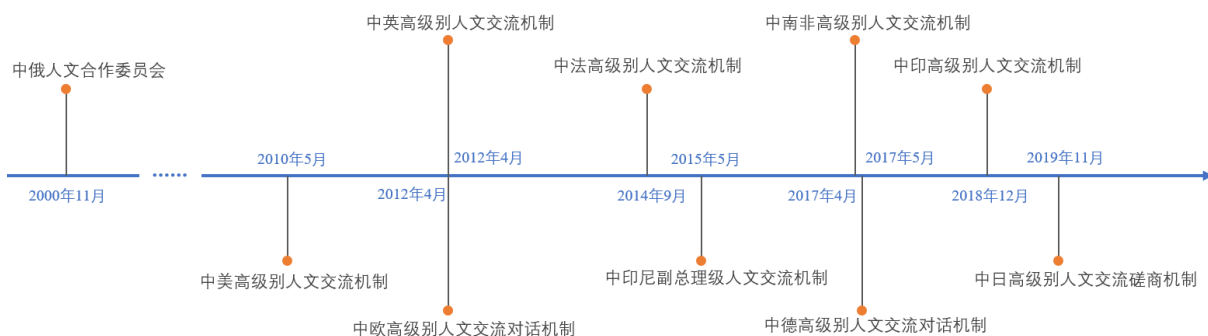 中英高级别人文交流机制
中南非高级别人文交流机制
中俄人文合作委员会
中法高级别人文交流机制
中印高级别人文交流机制
2010年5月
2012年4月
2015年5月
2017年5月
2019年11月
......
2000年11月
2012年4月
2014年9月
2017年4月
2018年12月
中美高级别人文交流机制
中印尼副总理级人文交流机制
中日高级别人文交流磋商机制
中欧高级别人文交流对话机制
中德高级别人文交流对话机制